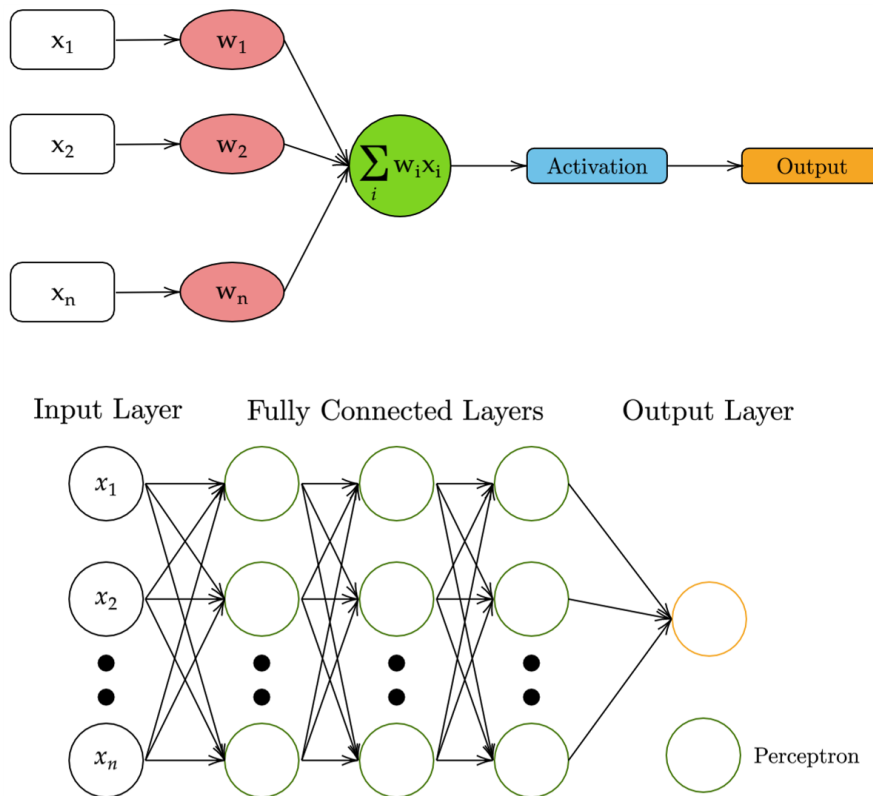 x₁
w₁
x₂
w₂
∑ᵢ wᵢxᵢ
Activation
Output
xₙ
wₙ
Input Layer
Fully Connected Layers
Output Layer
x₁
x₂
xₙ
Perceptron